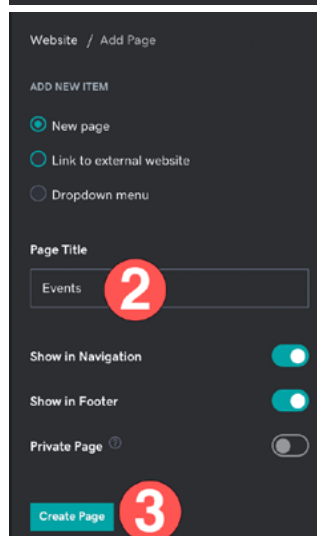 Website / Add Page
ADD NEW ITEM
New page
Link to external website
Dropdown menu
Page Title
Events 2
Show in Navigation
Show in Footer
Private Page ?
Create Page 3